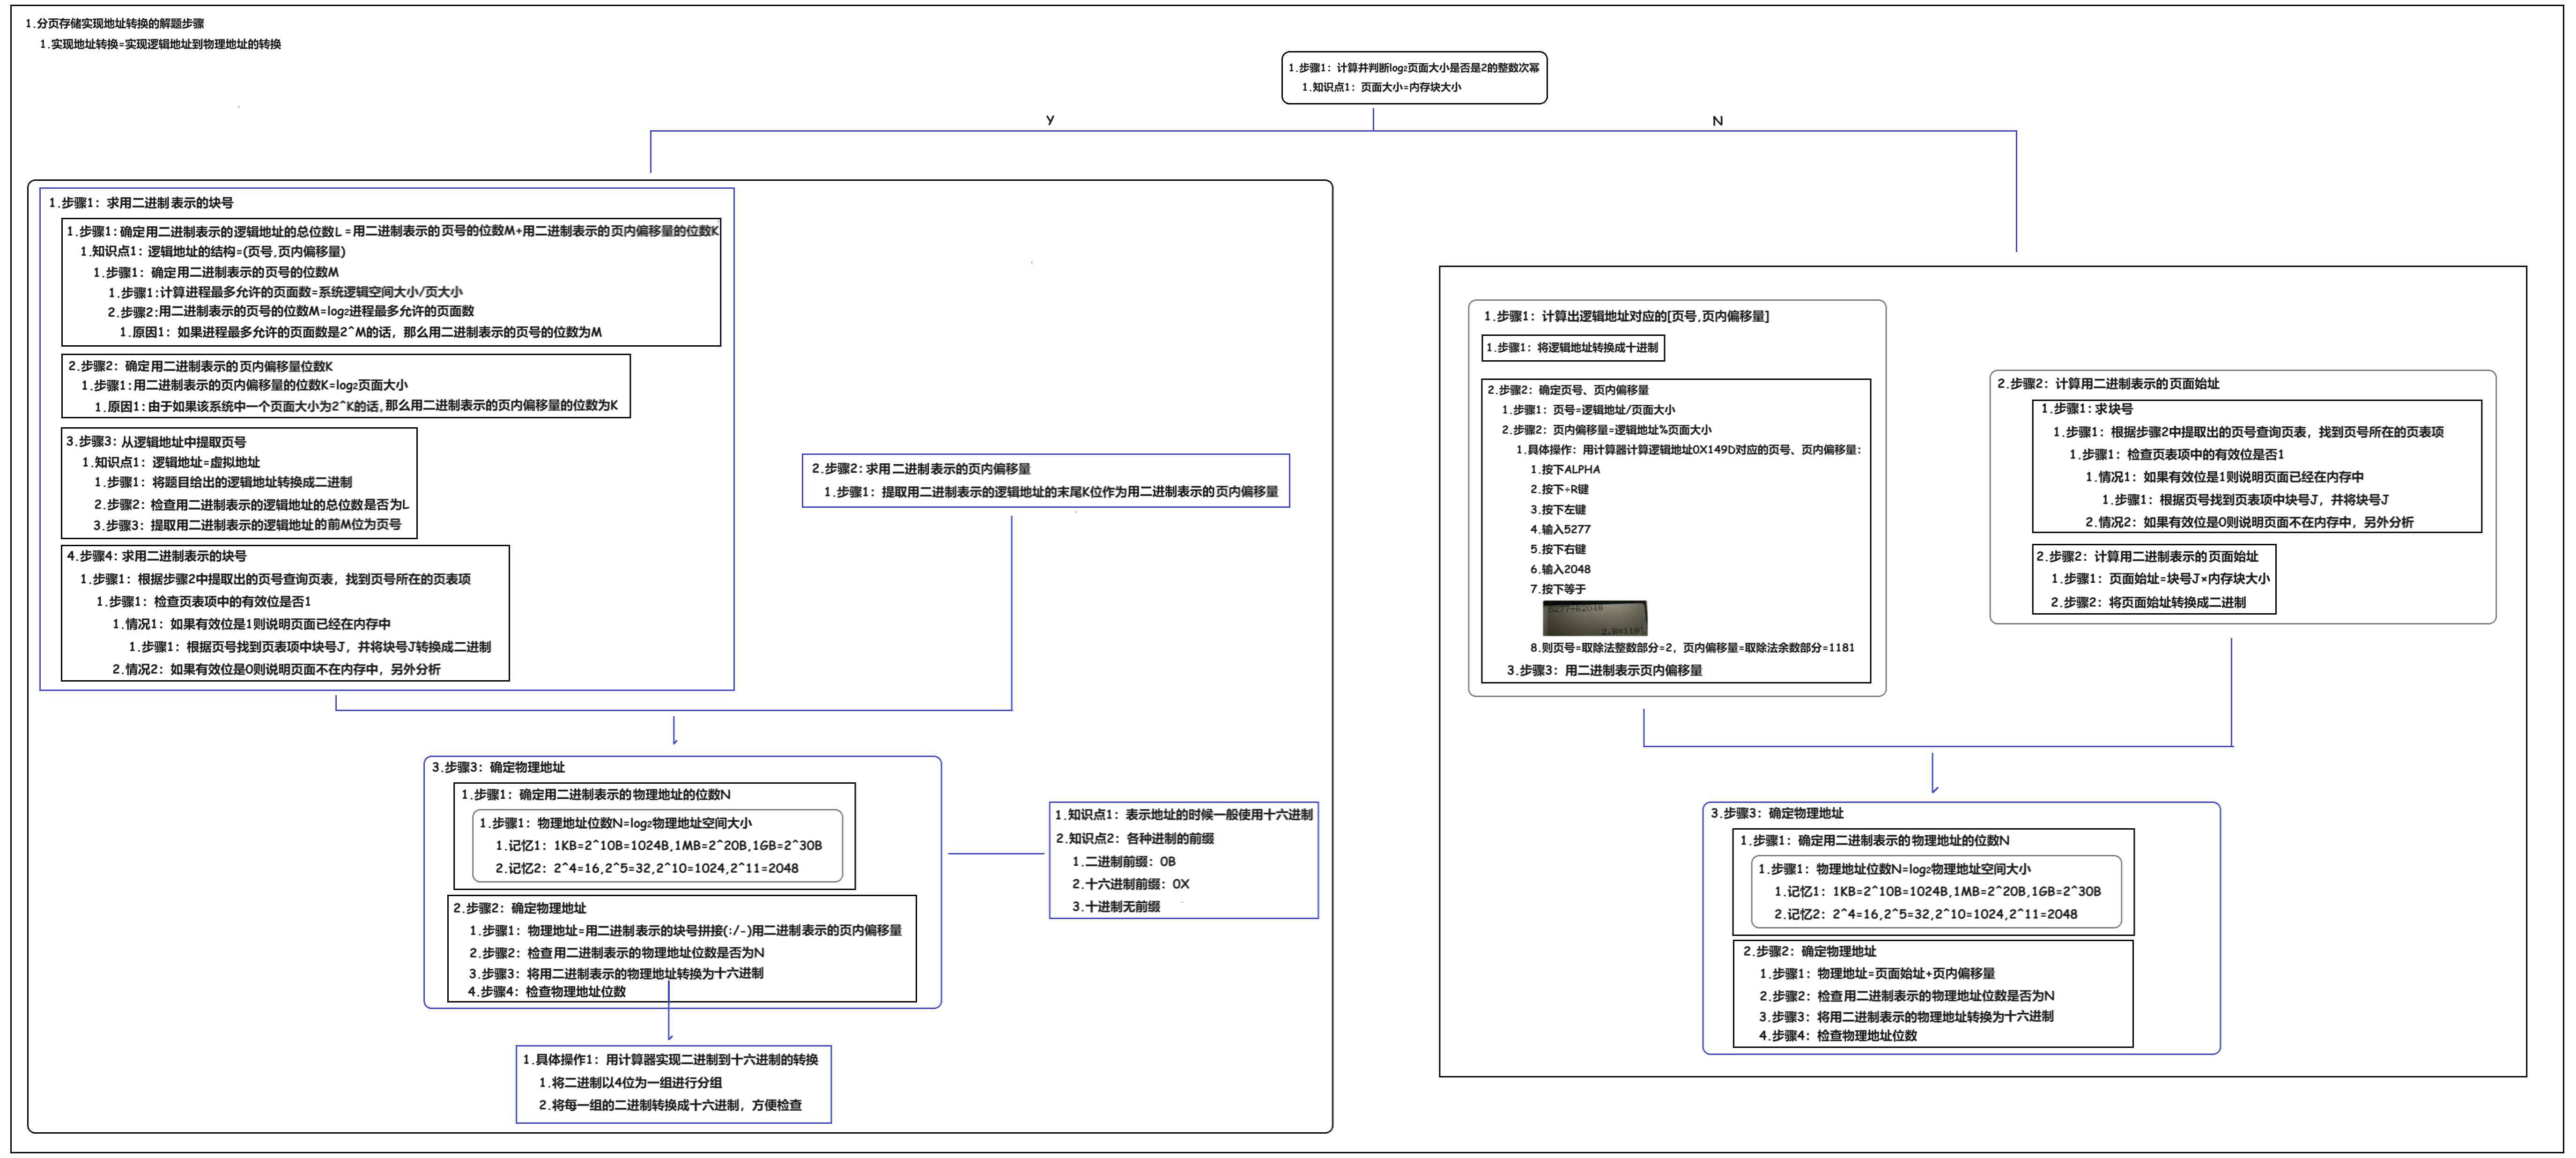 1.分页存储实现地址转换的解题步骤
1.实现地址转换=实现逻辑地址到物理地址的转换
1.步骤1：计算并判断log₂页面大小是否是2的整数次幂
1.知识点1：页面大小=内存块大小
Y
N
1.步骤1：求用二进制表示的块号
1.步骤1:确定用二进制表示的逻辑地址的总位数L =用二进制表示的页号的位数M+用二进制表示的页内偏移量的位数K
1.知识点1：逻辑地址的结构=(页号,页内偏移量)
1.步骤1：确定用二进制表示的页号的位数M
1.步骤1:计算进程最多允许的页面数=系统逻辑空间大小/页大小
2.步骤2:用二进制表示的页号的位数M=log₂进程最多允许的页面数
1.原因1：如果进程最多允许的页面数是2^M的话，那么用二进制表示的页号的位数为M
2.步骤2：确定用二进制表示的页内偏移量位数K
1.步骤1:用二进制表示的页内偏移量的位数K=log₂页面大小
1.原因1:由于如果该系统中一个页面大小为2^K的话,那么用二进制表示的页内偏移量的位数为K
3.步骤3：从逻辑地址中提取页号
1.知识点1：逻辑地址=虚拟地址
1.步骤1：将题目给出的逻辑地址转换成二进制
2.步骤2：检查用二进制表示的逻辑地址的总位数是否为L
3.步骤3：提取用二进制表示的逻辑地址的前M位为页号
4.步骤4：求用二进制表示的块号
1.步骤1：根据步骤2中提取出的页号查询页表，找到页号所在的页表项
1.步骤1：检查页表项中的有效位是否1
1.情况1：如果有效位是1则说明页面已经在内存中
1.步骤1：根据页号找到页表项中块号J，并将块号J转换成二进制
2.情况2：如果有效位是0则说明页面不在内存中，另外分析
2.步骤2:求用二进制表示的页内偏移量
1.步骤1：提取用二进制表示的逻辑地址的末尾K位作为用二进制表示的页内偏移量
3.步骤3：确定物理地址
1.步骤1：确定用二进制表示的物理地址的位数N
1.步骤1：物理地址位数N=log₂物理地址空间大小
1.记忆1：1KB=2^10B=1024B,1MB=2^20B,1GB=2^30B
2.记忆2：2^4=16,2^5=32,2^10=1024,2^11=2048
2.步骤2：确定物理地址
1.步骤1：物理地址=用二进制表示的块号拼接(:/-)用二进制表示的页内偏移量
2.步骤2：检查用二进制表示的物理地址位数是否为N
3.步骤3：将用二进制表示的物理地址转换为十六进制
4.步骤4：检查物理地址位数
1.知识点1：表示地址的时候一般使用十六进制
2.知识点2：各种进制的前缀
1.二进制前缀：0B
2.十六进制前缀：0X
3.十进制无前缀
1.具体操作1：用计算器实现二进制到十六进制的转换
1.将二进制以4位为一组进行分组
2.将每一组的二进制转换成十六进制，方便检查
1.步骤1：计算出逻辑地址对应的[页号,页内偏移量]
1.步骤1：将逻辑地址转换成十进制
2.步骤2：确定页号、页内偏移量
1.步骤1：页号=逻辑地址/页面大小
2.步骤2：页内偏移量=逻辑地址%页面大小
1.具体操作：用计算器计算逻辑地址0X149D对应的页号、页内偏移量：
1.按下ALPHA
2.按下÷R键
3.按下左键
4.输入5277
5.按下右键
6.输入2048
7.按下等于
5277÷R2048
2,R=1181
8.则页号=取除法整数部分=2，页内偏移量=取除法余数部分=1181
3.步骤3：用二进制表示页内偏移量
2.步骤2：计算用二进制表示的页面始址
1.步骤1:求块号
1.步骤1：根据步骤2中提取出的页号查询页表，找到页号所在的页表项
1.步骤1：检查页表项中的有效位是否1
1.情况1：如果有效位是1则说明页面已经在内存中
1.步骤1：根据页号找到页表项中块号J，并将块号J
2.情况2：如果有效位是0则说明页面不在内存中，另外分析
2.步骤2：计算用二进制表示的页面始址
1.步骤1：页面始址=块号J×内存块大小
2.步骤2：将页面始址转换成二进制
3.步骤3：确定物理地址
1.步骤1：确定用二进制表示的物理地址的位数N
1.步骤1：物理地址位数N=log₂物理地址空间大小
1.记忆1：1KB=2^10B=1024B,1MB=2^20B,1GB=2^30B
2.记忆2：2^4=16,2^5=32,2^10=1024,2^11=2048
2.步骤2：确定物理地址
1.步骤1：物理地址=页面始址+页内偏移量
2.步骤2：检查用二进制表示的物理地址位数是否为N
3.步骤3：将用二进制表示的物理地址转换为十六进制
4.步骤4：检查物理地址位数